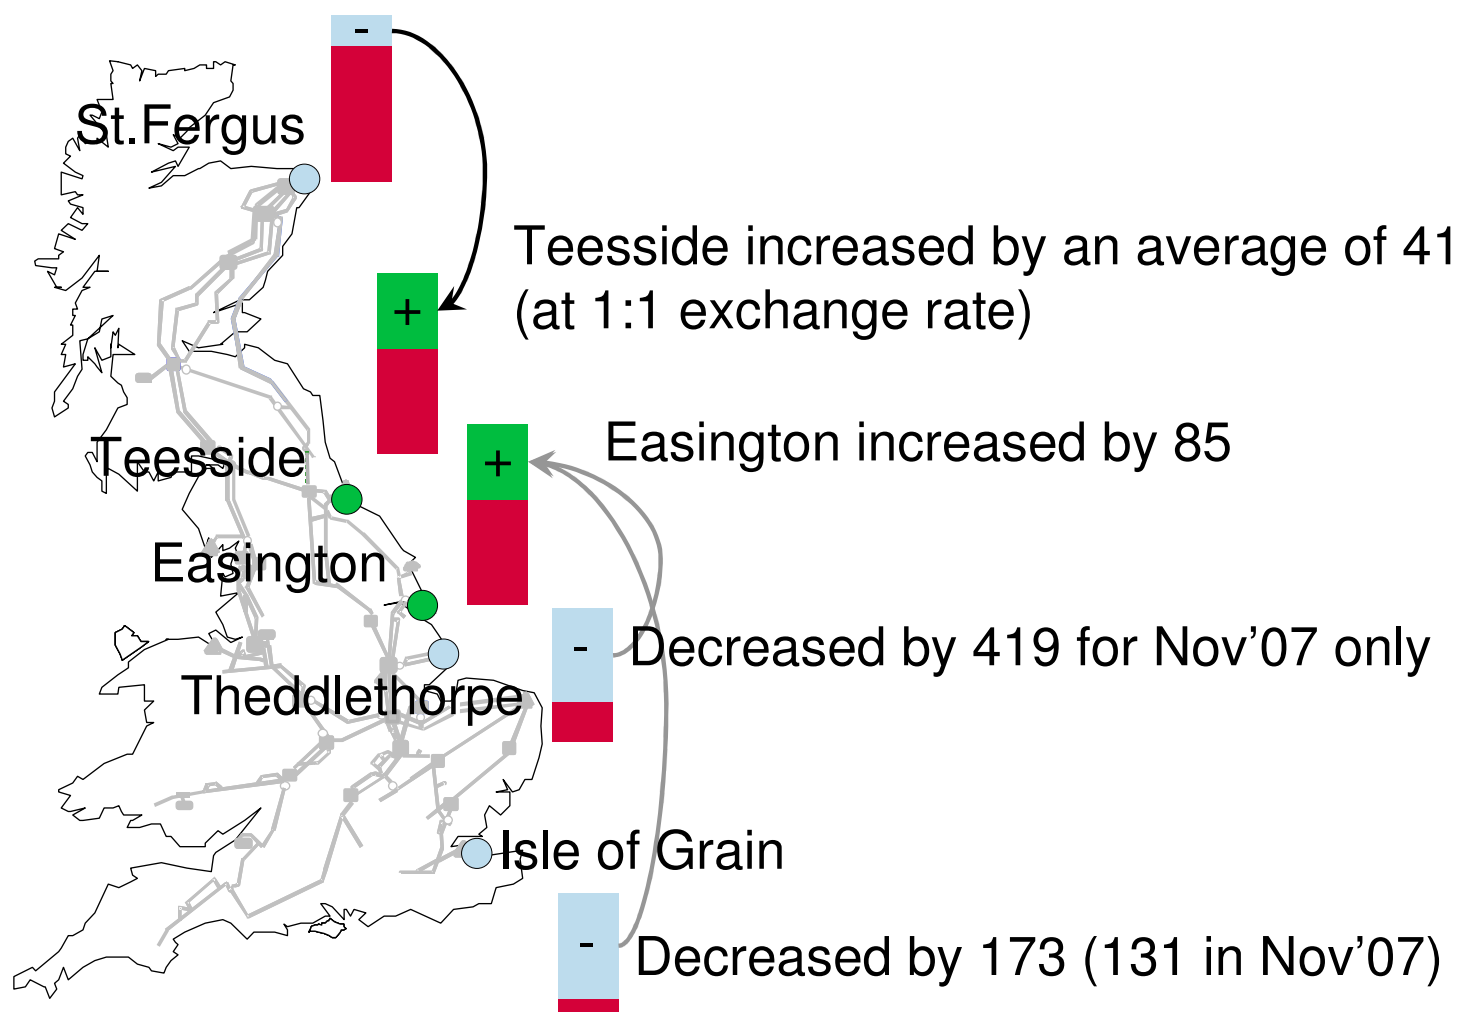 -
St.Fergus
Teesside increased by an average of 41
(at 1:1 exchange rate)
+
Easington increased by 85
+
Teesside
Easington
-
Decreased by 419 for Nov'07 only
Theddlethorpe
Isle of Grain
-
Decreased by 173 (131 in Nov'07)